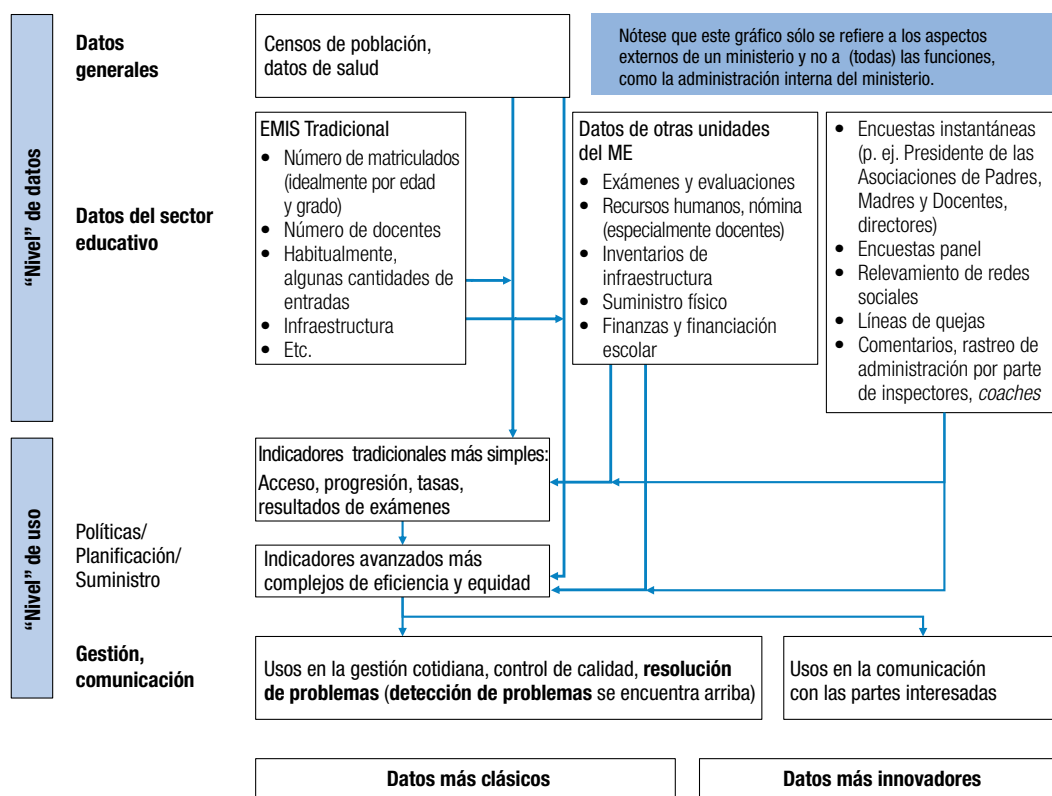 Datos
generales
Censos de población,
datos de salud
Nótese que este gráfico sólo se refiere a los aspectos
externos de un ministerio y no a (todas) las funciones,
como la administración interna del ministerio.
"Nivel" de datos
Datos del sector
educativo
EMIS Tradicional
• Número de matriculados
(idealmente por edad
y grado)
• Número de docentes
• Habitualmente,
algunas cantidades de
entradas
• Infraestructura
• Etc.
Datos de otras unidades
del ME
• Exámenes y evaluaciones
• Recursos humanos, nómina
(especialmente docentes)
• Inventarios de
infraestructura
• Suministro físico
• Finanzas y financiación
escolar
• Encuestas instantáneas
(p. ej. Presidente de las
Asociaciones de Padres,
Madres y Docentes,
directores)
• Encuestas panel
• Relevamiento de redes
sociales
• Líneas de quejas
• Comentarios, rastreo de
administración por parte
de inspectores, coaches
"Nivel" de uso
Políticas/
Planificación/
Suministro
Indicadores tradicionales más simples:
Acceso, progresión, tasas,
resultados de exámenes
Indicadores avanzados más
complejos de eficiencia y equidad
Gestión,
comunicación
Usos en la gestión cotidiana, control de calidad, resolución
de problemas (detección de problemas se encuentra arriba)
Usos en la comunicación
con las partes interesadas
Datos más clásicos
Datos más innovadores